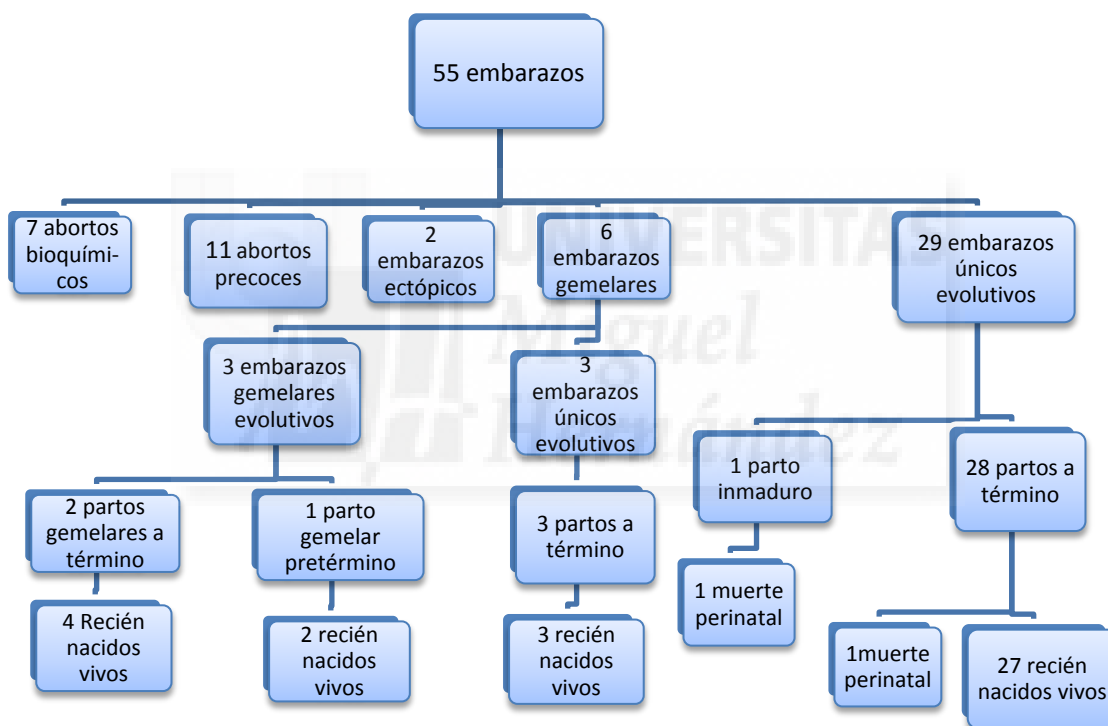 55 embarazos
7 abortos
bioquími-
cos
11 abortos
precoces
2
embarazos
ectópicos
6
embarazos
gemelares
29 embarazos
únicos
evolutivos
3 embarazos
gemelares
evolutivos
3
embarazos
únicos
evolutivos
1 parto
inmaduro
28 partos a
término
2 partos
gemelares a
término
1 parto
gemelar
pretérmino
3 partos a
término
1 muerte
perinatal
4 Recién
nacidos
vivos
2 recién
nacidos
vivos
3 recién
nacidos
vivos
1muerte
perinatal
27 recién
nacidos vivos
UNIVERSITAS
Miguel
Hernández